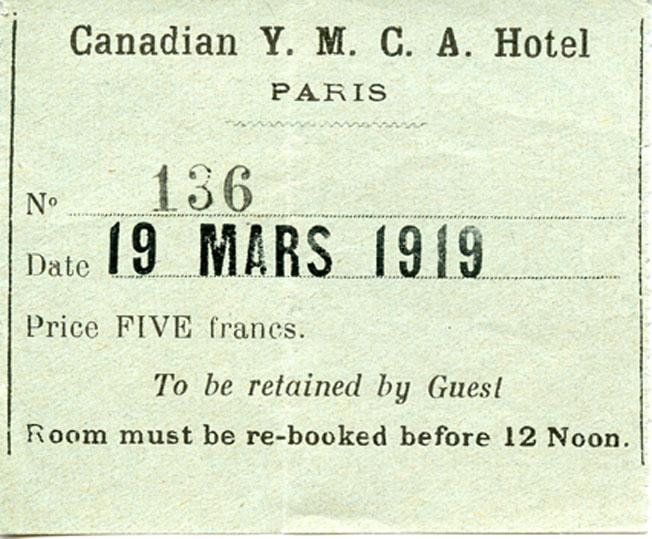 Canadian Y. M. C. A. Hotel
PARIS
Nº 136
Date 19 MARS 1919
Price FIVE francs.
To be retained by Guest
Room must be re-booked before 12 Noon.